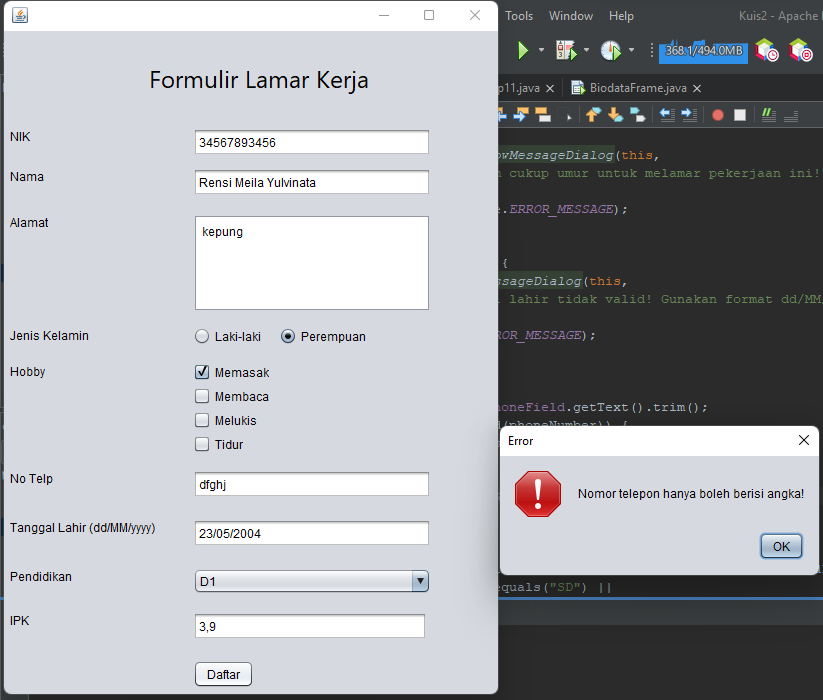 Tools Window Help Kuis2 - Apache
368.1/494.0MB
p11.java BiodataFrame.java
Formulir Lamar Kerja
NIK 34567893456
Nama Rensi Meila Yulvinata
Alamat kepung
Jenis Kelamin Laki-laki Perempuan
Hobby Memasak
Membaca
Melukis
Tidur
No Telp dfghj
Tanggal Lahir (dd/MM/yyyy) 23/05/2004
Pendidikan D1
IPK 3,9
Daftar
owMessageDialog(this,
cukup umur untuk melamar pekerjaan ini!
.ERROR_MESSAGE);
{
ssageDialog(this,
lahir tidak valid! Gunakan format dd/MM/
ROR_MESSAGE);
honeField.getText().trim();
(phoneNumber)) {
Error
Nomor telepon hanya boleh berisi angka!
OK
equals("SD") ||